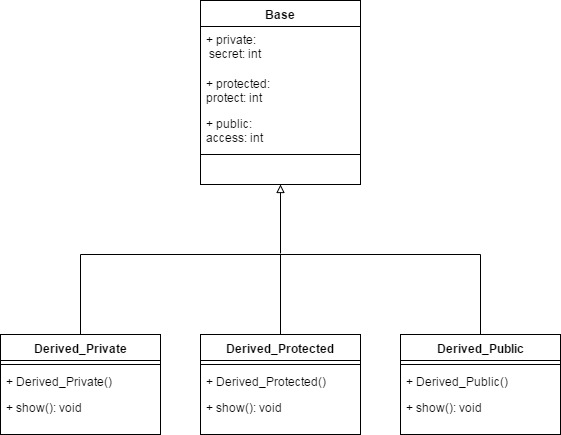 Base
+ private:
secret: int
+ protected:
protect: int
+ public:
access: int
Derived_Private
+ Derived_Private()
+ show(): void
Derived_Protected
+ Derived_Protected()
+ show(): void
Derived_Public
+ Derived_Public()
+ show(): void